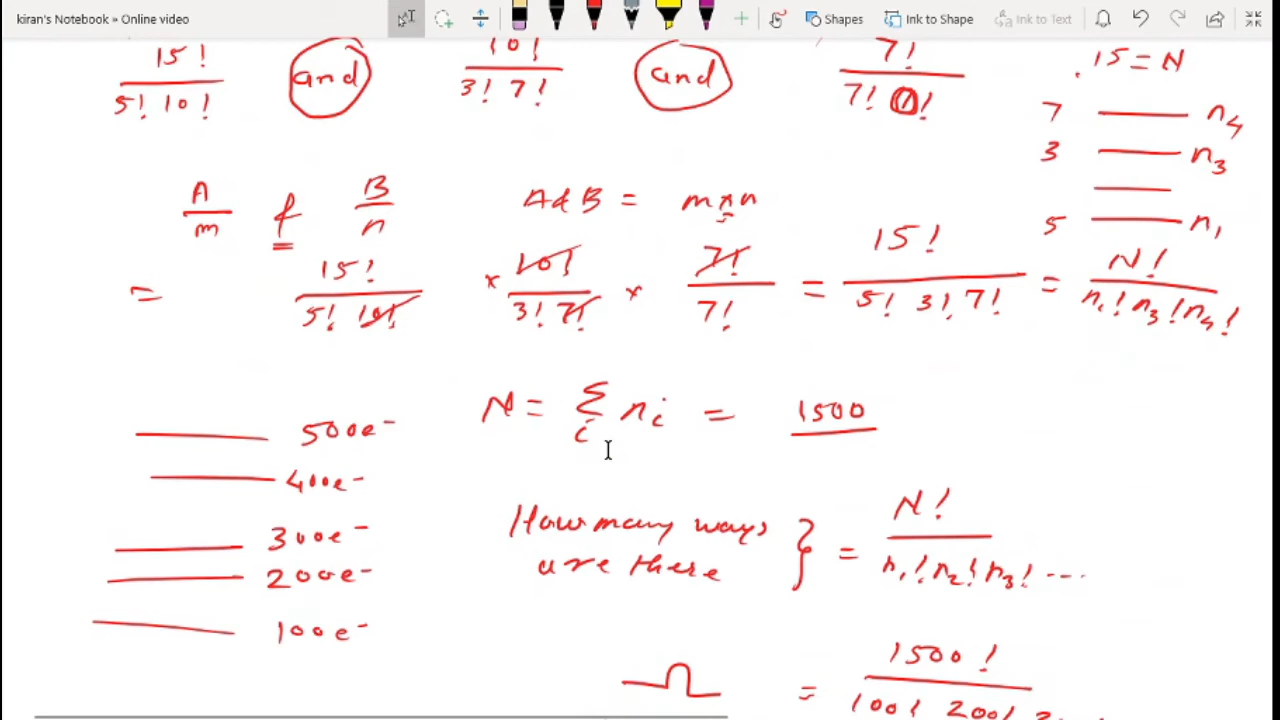 kiran's Notebook » Online video
Shapes Ink to Shape Ink to Text
15! / 5! 10! and 10! / 3! 7! and 7! / 7! 0! 15 = N
7 n4
3 n3
5 n1
A/m & B/n A & B = m × n
= 15! / 5! 10! × 10! / 3! 7! × 7! / 7! = 15! / 5! 3! 7! = N! / n1! n3! n4!
N = Σi ni = 1500
500e-
400e-
300e-
200e-
100e-
How many ways
are there } = N! / n1! n2! n3! ...
Ω = 1500! / 100! 200!